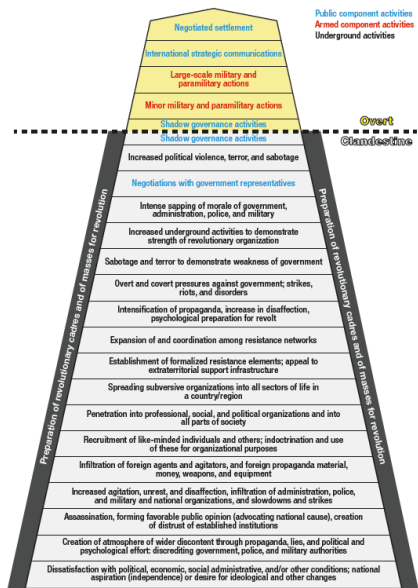 Public component activities
Armed component activities
Underground activities
Negotiated settlement
International strategic communications
Large-scale military and
paramilitary actions
Minor military and paramilitary actions
Shadow governance activities
Overt
Shadow governance activities
Clandestine
Increased political violence, terror, and sabotage
Negotiations with government representatives
Intense sapping of morale of government,
administration, police, and military
Increased underground activities to demonstrate
strength of revolutionary organization
Sabotage and terror to demonstrate weakness of government
Overt and covert pressures against government; strikes,
riots, and disorders
Intensification of propaganda, increase in disaffection,
psychological preparation for revolt
Expansion of and coordination among resistance networks
Establishment of formalized resistance elements; appeal to
extraterritorial support infrastructure
Spreading subversive organizations into all sectors of life in
a country/region
Penetration into professional, social, and political organizations and into
all parts of society
Recruitment of like-minded individuals and others; indoctrination and use
of these for organizational purposes
Infiltration of foreign agents and agitators, and foreign propaganda material,
money, weapons, and equipment
Increased agitation, unrest, and disaffection, infiltration of administration, police,
and military and national organizations, and slowdowns and strikes
Assassination, forming favorable public opinion (advocating national cause), creation
of distrust of established institutions
Creation of atmosphere of wider discontent through propaganda, lies, and political and
psychological effort: discrediting government, police, and military authorities
Dissatisfaction with political, economic, social administrative, and/or other conditions; national
aspiration (independence) or desire for ideological and other changes
Preparation of revolutionary cadres and of masses for revolution
Preparation of revolutionary cadres and of masses for revolution